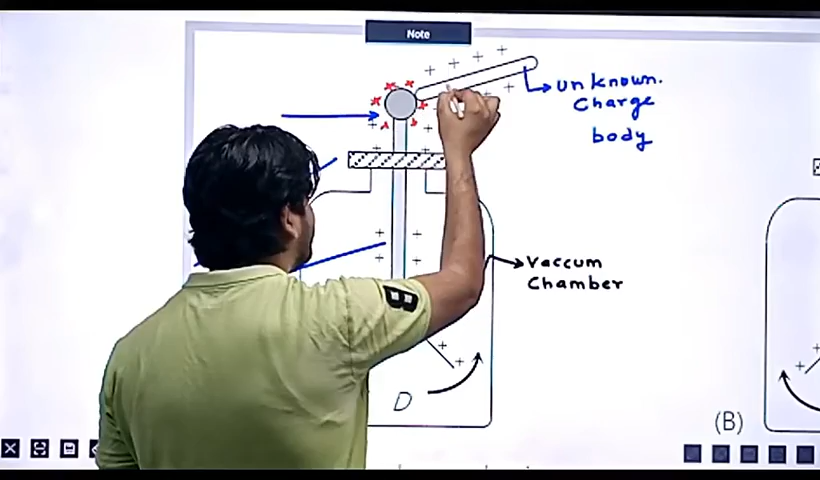 Note
unknown.
Charge
body
Vaccum
Chamber
B
D
(B)